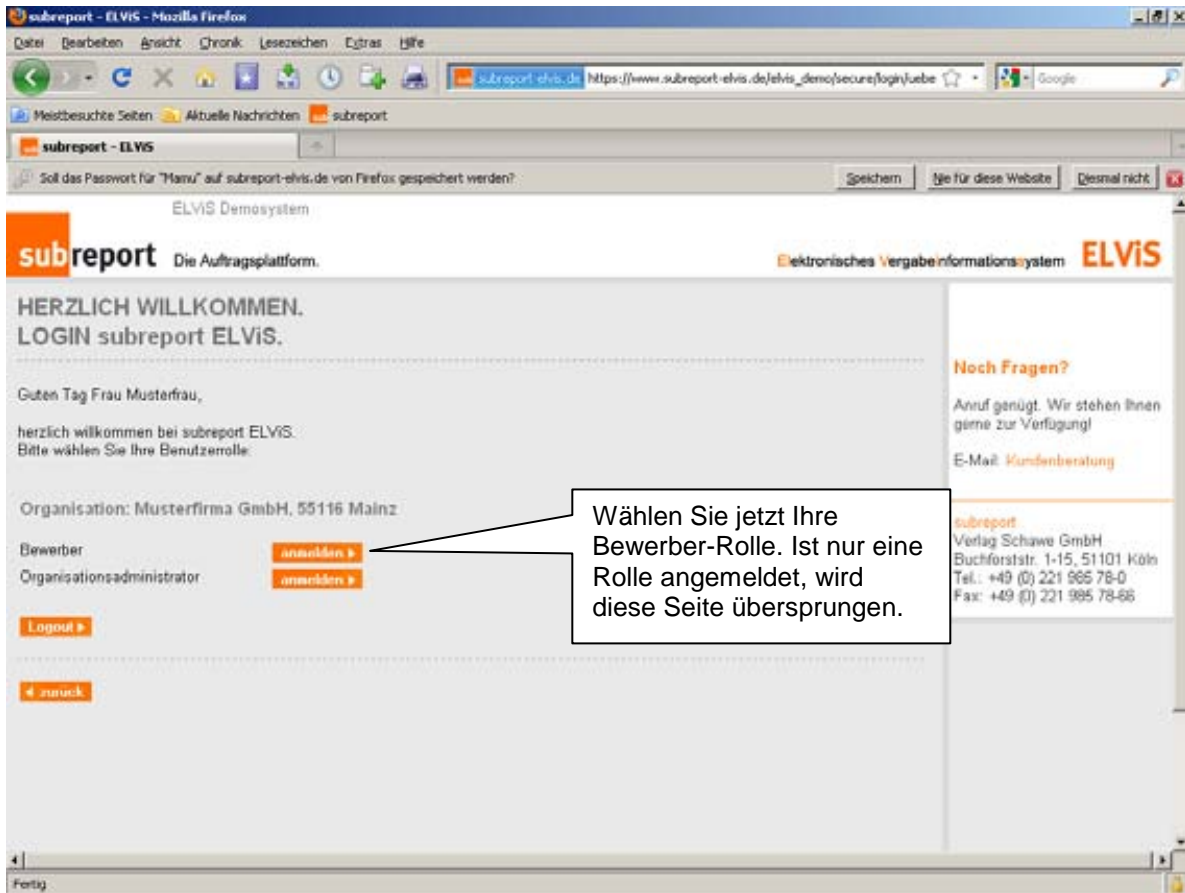 subreport - ELViS - Mozilla Firefox
Datei Bearbeiten Ansicht Chronik Lesezeichen Extras Hilfe
subreport-elvis.de https://www.subreport-elvis.de/elvis_demo/secure/login/uebe
Google
Meistbesuchte Seiten Aktuelle Nachrichten subreport
subreport - ELViS
Soll das Passwort für "Mamu" auf subreport-elvis.de von Firefox gespeichert werden? Speichern Nie für diese Website Diesmal nicht
ELViS Demosystem
subreport Die Auftragsplattform.
Elektronisches Vergabeinformationssystem ELViS
HERZLICH WILLKOMMEN.
LOGIN subreport ELViS.
Guten Tag Frau Musterfrau,
herzlich willkommen bei subreport ELViS.
Bitte wählen Sie Ihre Benutzerrolle:
Organisation: Musterfirma GmbH, 55116 Mainz
Bewerber anmelden
Organisationsadministrator anmelden
Logout
zurück
Wählen Sie jetzt Ihre
Bewerber-Rolle. Ist nur eine
Rolle angemeldet, wird
diese Seite übersprungen.
Noch Fragen?
Anruf genügt. Wir stehen Ihnen
gerne zur Verfügung!
E-Mail: Kundenberatung
subreport
Verlag Schawe GmbH
Buchforststr. 1-15, 51101 Köln
Tel.: +49 (0) 221 985 78-0
Fax: +49 (0) 221 985 78-66
Fertig